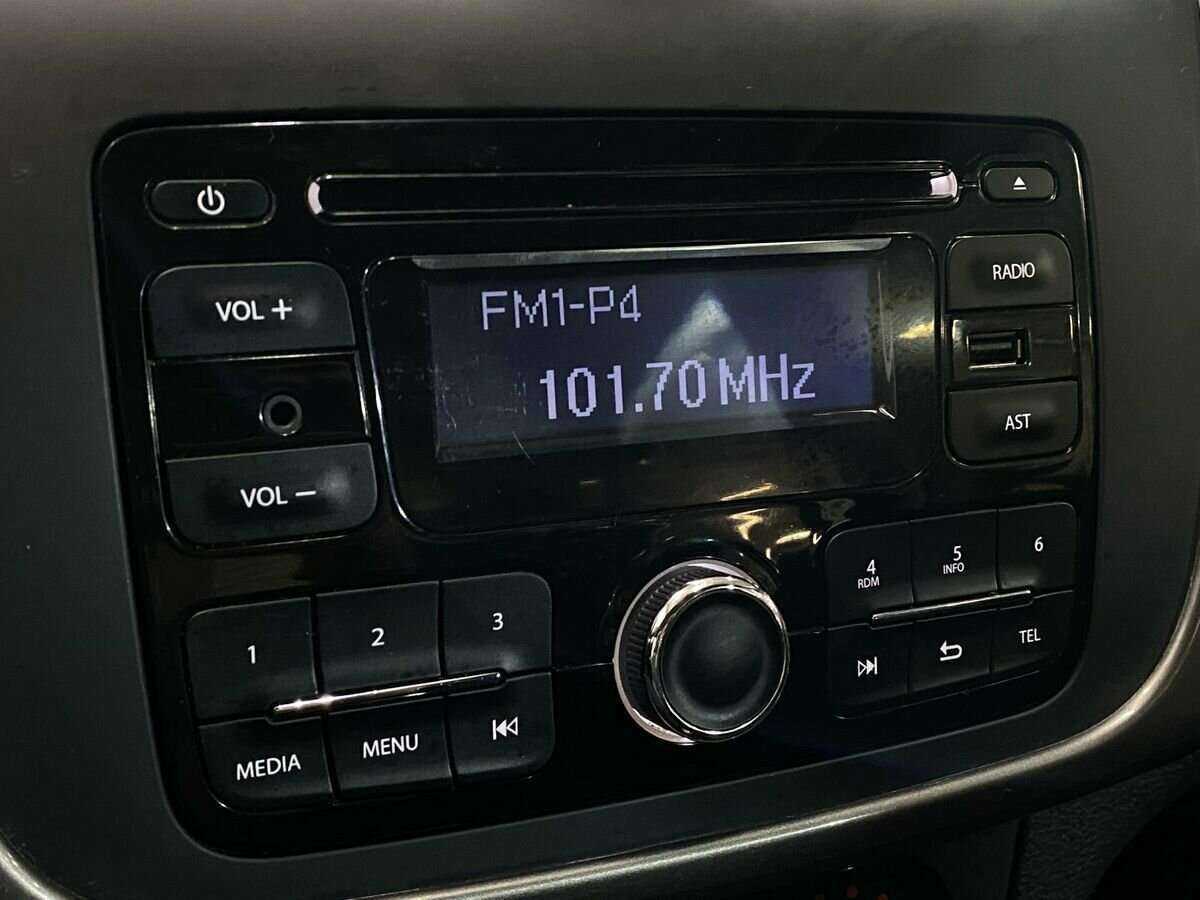 VOL +
VOL −
FM1-P4
101.70 MHz
RADIO
AST
1
2
3
MEDIA
MENU
4
RDM
5
INFO
6
TEL